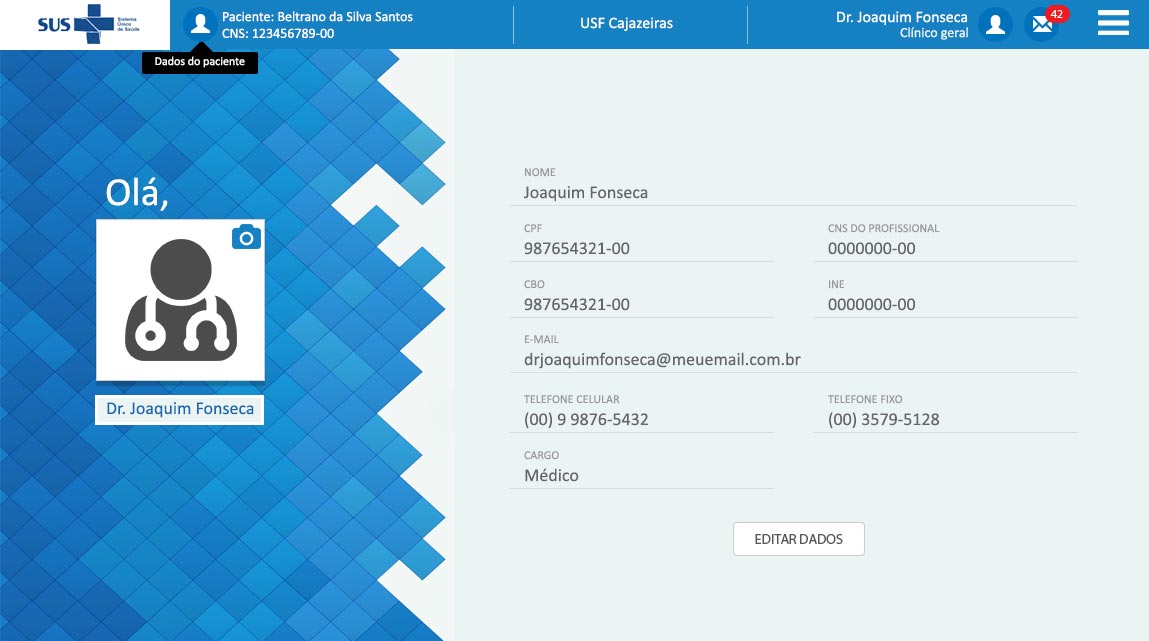 SUS
Sistema
Único
de Saúde
Paciente: Beltrano da Silva Santos
CNS: 123456789-00
Dados do paciente
USF Cajazeiras
Dr. Joaquim Fonseca
Clínico geral
42
Olá,
Dr. Joaquim Fonseca
NOME
Joaquim Fonseca
CPF
987654321-00
CNS DO PROFISSIONAL
0000000-00
CBO
987654321-00
INE
0000000-00
E-MAIL
drjoaquimfonseca@meuemail.com.br
TELEFONE CELULAR
(00) 9 9876-5432
TELEFONE FIXO
(00) 3579-5128
CARGO
Médico
EDITAR DADOS